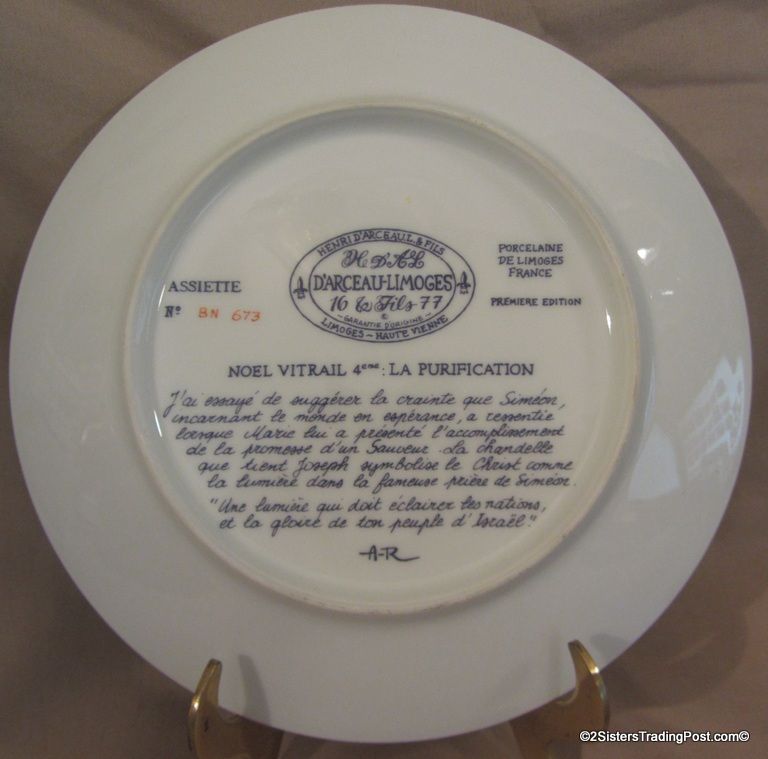 HENRI D'ARCEAU L. & FILS
H D'A L
D'ARCEAU-LIMOGES
16 & Fils 77
©
GARANTIE D'ORIGINE
LIMOGES - HAUTE VIENNE
PORCELAINE
DE LIMOGES
FRANCE
PREMIERE EDITION
ASSIETTE
Nº BN 673
NOEL VITRAIL 4eme: LA PURIFICATION
J'ai essayé de suggérer la crainte que Siméon,
incarnant le monde en espérance, a ressentie
lorsque Marie lui a présenté l'accomplissement
de la promesse d'un Sauveur. La chandelle
que tient Joseph symbolise le Christ comme
la lumière dans la fameuse prière de Siméon.
"Une lumière qui doit éclairer les nations,
et la gloire de ton peuple d'Israël."
A-R
©2SistersTradingPost.com©